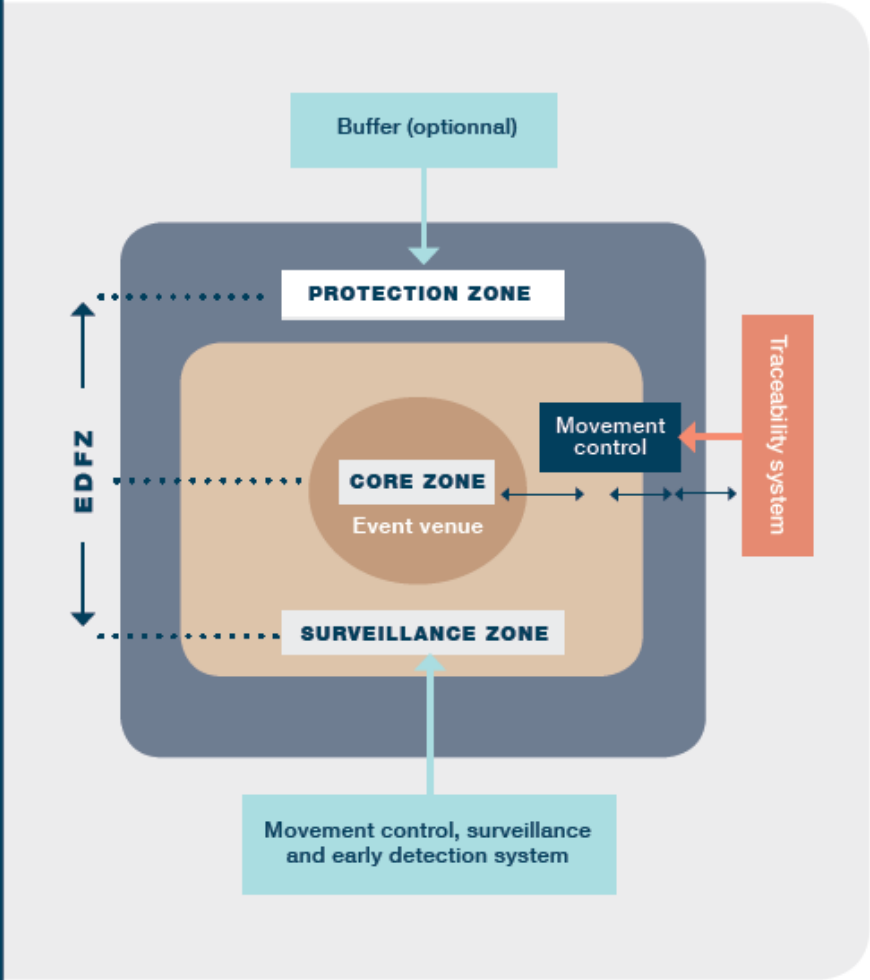 Buffer (optionnal)
PROTECTION ZONE
EDFZ
Movement
control
Traceability system
CORE ZONE
Event venue
SURVEILLANCE ZONE
Movement control, surveillance
and early detection system